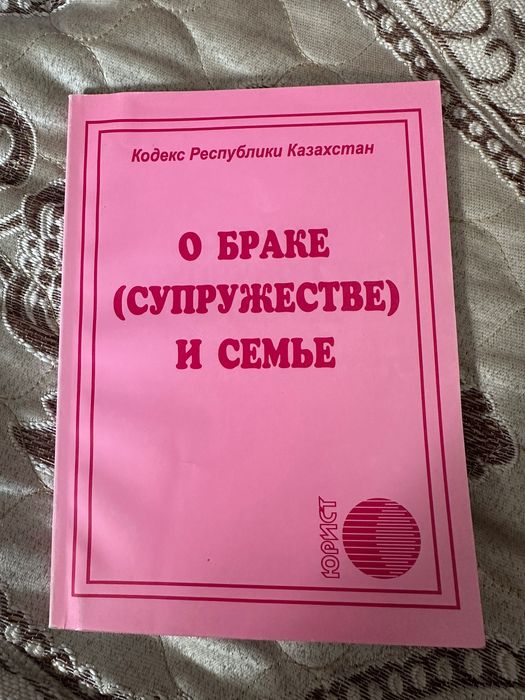 Кодекс Республики Казахстан
О БРАКЕ
(СУПРУЖЕСТВЕ)
И СЕМЬЕ
ЮРИСТ